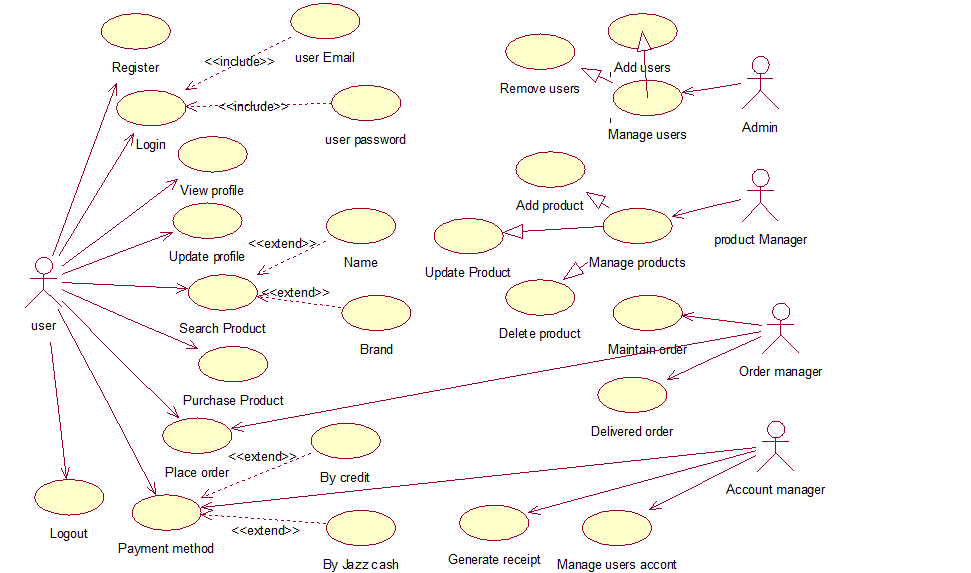 user Email
Register
<<include>>
Add users
Remove users
<<include>>
Manage users
Admin
Login
user password
View profile
Add product
product Manager
<<extend>>
Update profile
Name
Update Product
Manage products
<<extend>>
user
Search Product
Brand
Delete product
Maintain order
Order manager
Purchase Product
Delivered order
<<extend>>
Place order
By credit
Account manager
Logout
<<extend>>
Payment method
By Jazz cash
Generate receipt
Manage users accont